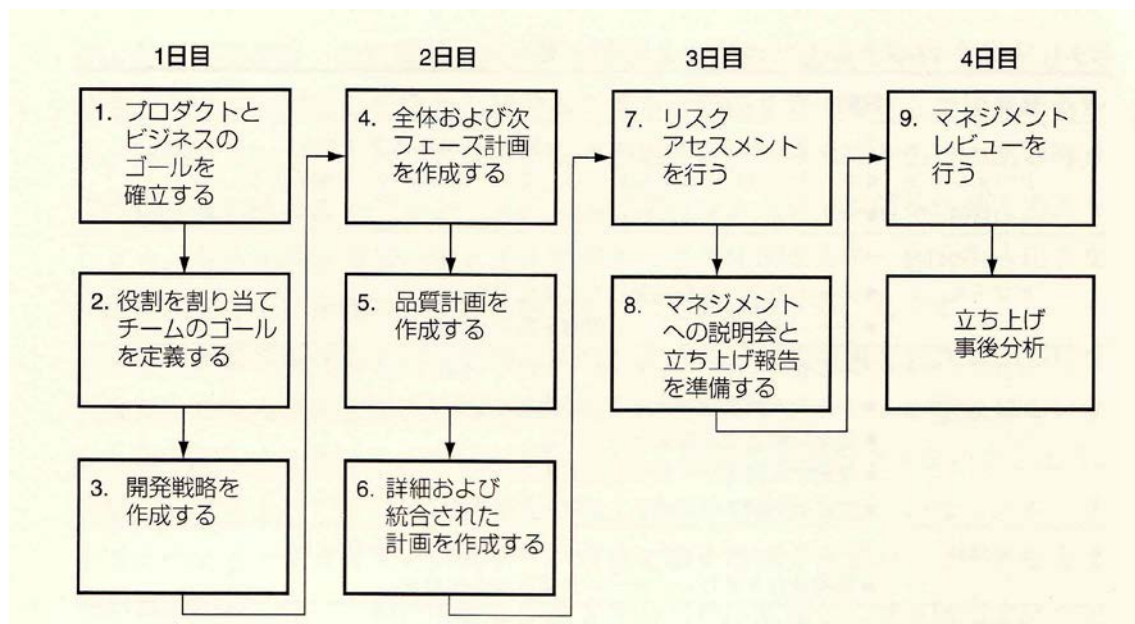 1日目
1. プロダクトと
ビジネスの
ゴールを
確立する
2. 役割を割り当て
チームのゴール
を定義する
3. 開発戦略を
作成する
2日目
4. 全体および次
フェーズ計画
を作成する
5. 品質計画を
作成する
6. 詳細および
統合された
計画を作成する
3日目
7. リスク
アセスメント
を行う
8. マネジメント
への説明会と
立ち上げ報告
を準備する
4日目
9. マネジメント
レビューを
行う
立ち上げ
事後分析